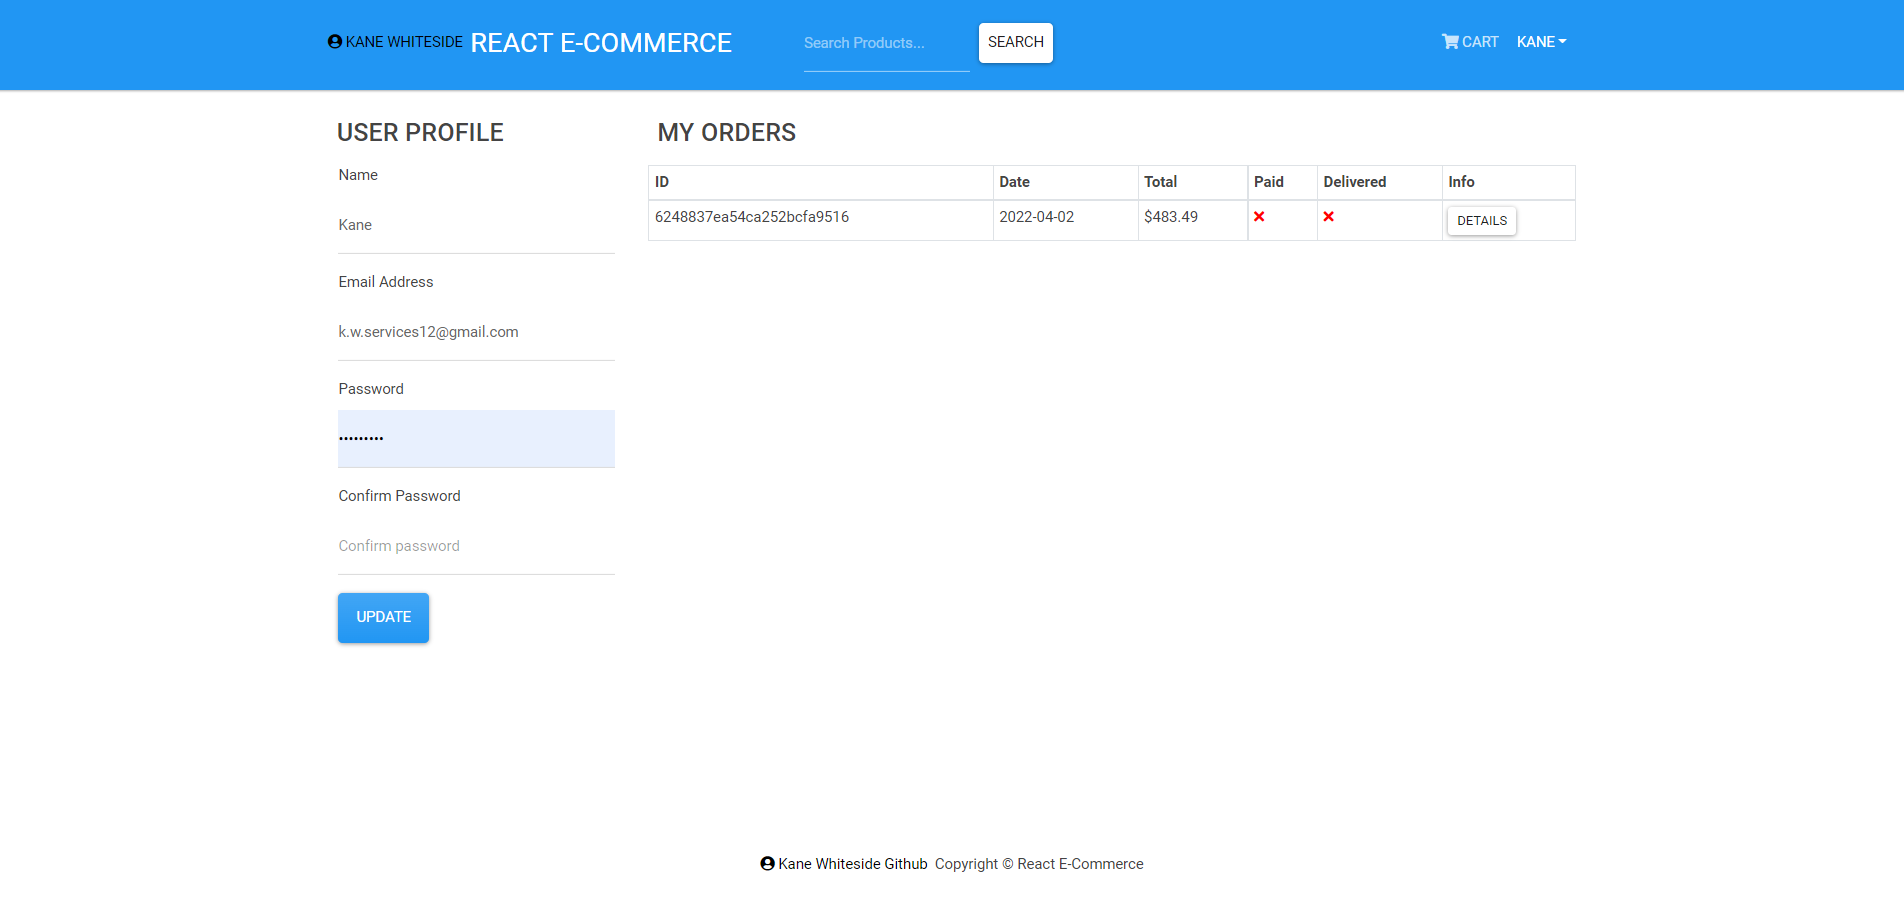 KANE WHITESIDE REACT E-COMMERCE Search Products... SEARCH CART KANE
USER PROFILE
Name
Kane
Email Address
k.w.services12@gmail.com
Password
•••••••••
Confirm Password
Confirm password
UPDATE
MY ORDERS
ID Date Total Paid Delivered Info
6248837ea54ca252bcfa9516 2022-04-02 $483.49 DETAILS
Kane Whiteside Github Copyright © React E-Commerce